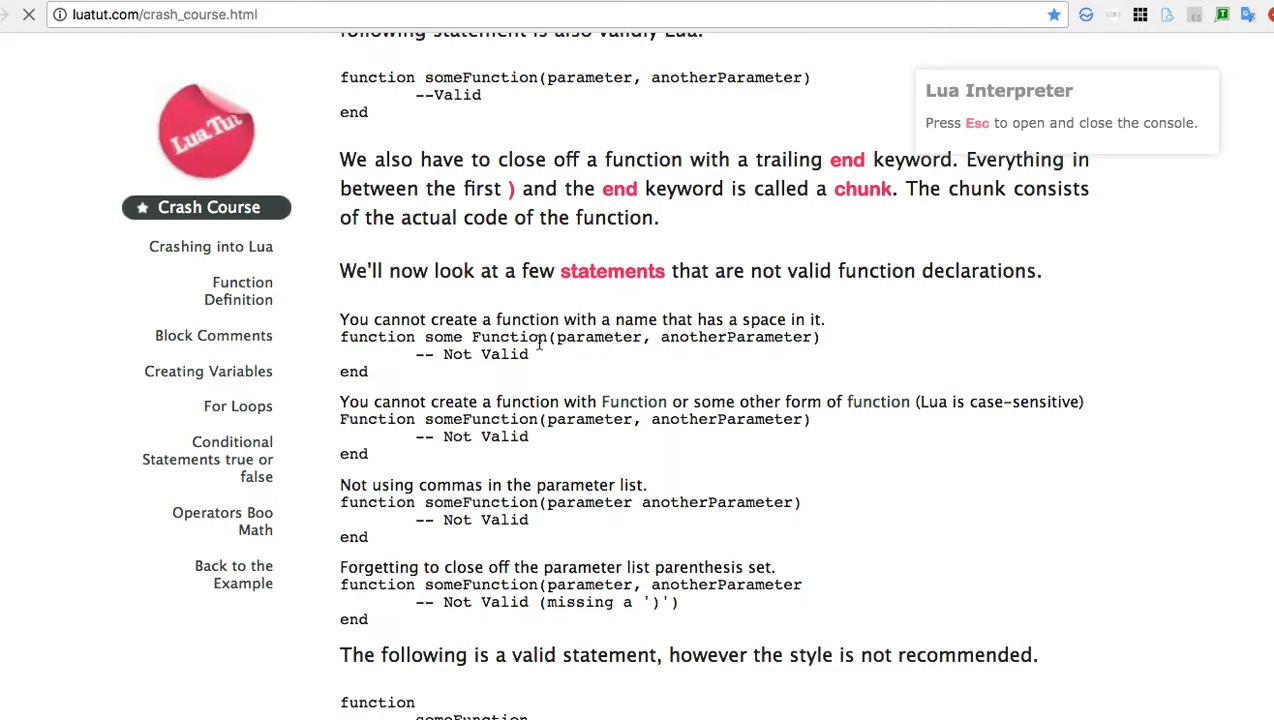 luatut.com/crash_course.html
ES
T
following statement is also validly Lua.
function someFunction(parameter, anotherParameter)
--Valid
end
Lua Interpreter
Press Esc to open and close the console.
Lua.Tut
We also have to close off a function with a trailing end keyword. Everything in
between the first ) and the end keyword is called a chunk. The chunk consists
of the actual code of the function.
Crash Course
Crashing into Lua
Function
Definition
Block Comments
Creating Variables
For Loops
Conditional
Statements true or
false
Operators Boo
Math
Back to the
Example
We'll now look at a few statements that are not valid function declarations.
You cannot create a function with a name that has a space in it.
function some Function(parameter, anotherParameter)
-- Not Valid
end
You cannot create a function with Function or some other form of function (Lua is case-sensitive)
Function someFunction(parameter, anotherParameter)
-- Not Valid
end
Not using commas in the parameter list.
function someFunction(parameter anotherParameter)
-- Not Valid
end
Forgetting to close off the parameter list parenthesis set.
function someFunction(parameter, anotherParameter
-- Not Valid (missing a ')')
end
The following is a valid statement, however the style is not recommended.
function
someFunction